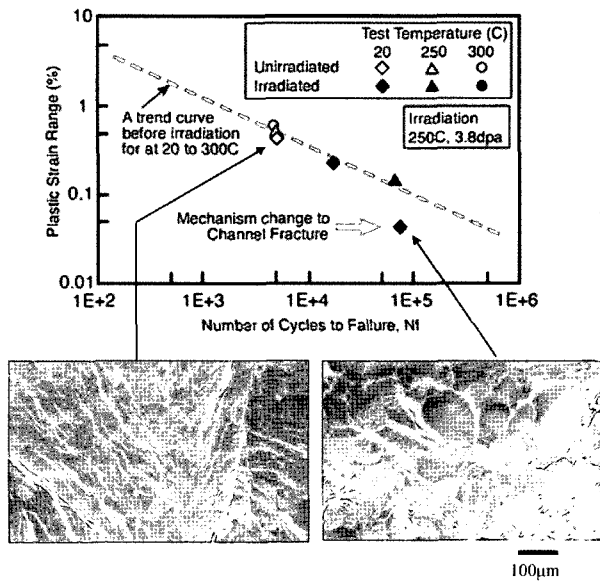 10
1
0.1
0.01
Plastic Strain Range (%)
Test Temperature (C)
20 250 300
Unirradiated
Irradiated
Irradiation
250C, 3.8dpa
A trend curve
before irradiation
for at 20 to 300C
Mechanism change to
Channel Fracture
1E+2 1E+3 1E+4 1E+5 1E+6
Number of Cycles to Failure, Nf
100μm